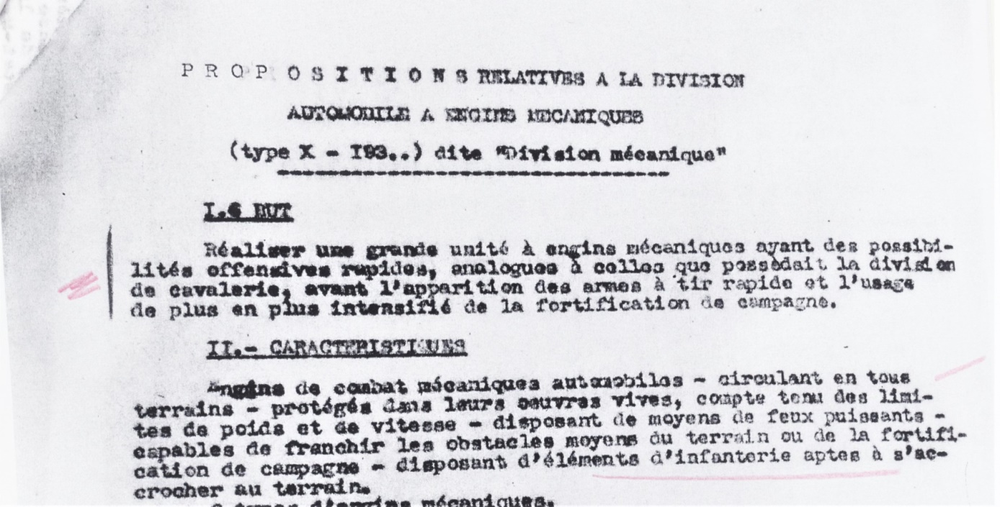 PROPOSITIONS RELATIVES A LA DIVISION
AUTOMOBILE A ENGINS MECANIQUES
(type X - I93..) dite "Division mécanique"
I.- BUT
Réaliser une grande unité à engins mécaniques ayant des possibi-
lités offensives rapides, analogues à celles que possédait la division
de cavalerie, avant l'apparition des armes à tir rapide et l'usage
de plus en plus intensifié de la fortification de campagne.
II.- CARACTERISTIQUES
Engins de combat mécaniques automobiles - circulant en tous
terrains - protégés dans leurs oeuvres vives, compte tenu des limi-
tes de poids et de vitesse - disposant de moyens de feux puissants -
capables de franchir les obstacles moyens du terrain ou de la fortifi-
cation de campagne - disposant d'éléments d'infanterie aptes à s'ac-
crocher au terrain.
types d'engins mécaniques.